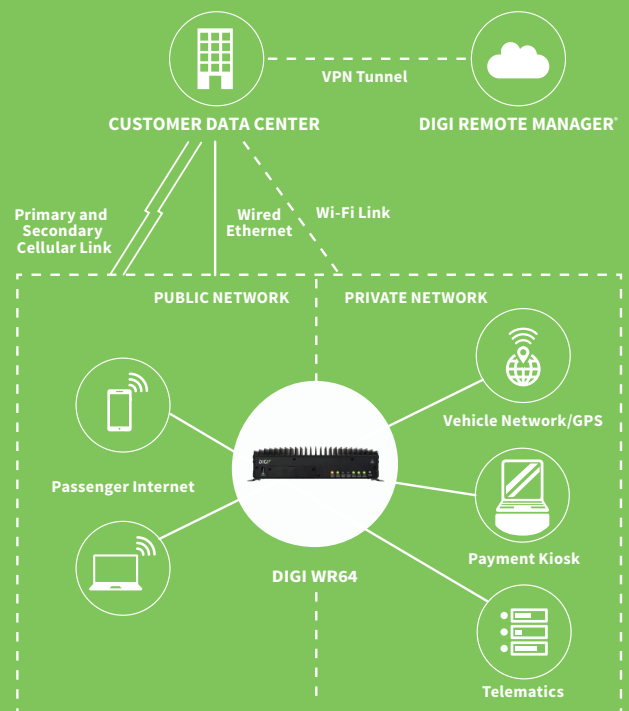 VPN Tunnel
CUSTOMER DATA CENTER
DIGI REMOTE MANAGER®
Primary and
Secondary
Cellular Link
Wired
Ethernet
Wi-Fi Link
PUBLIC NETWORK
PRIVATE NETWORK
Vehicle Network/GPS
DIGI
Passenger Internet
Payment Kiosk
DIGI WR64
Telematics